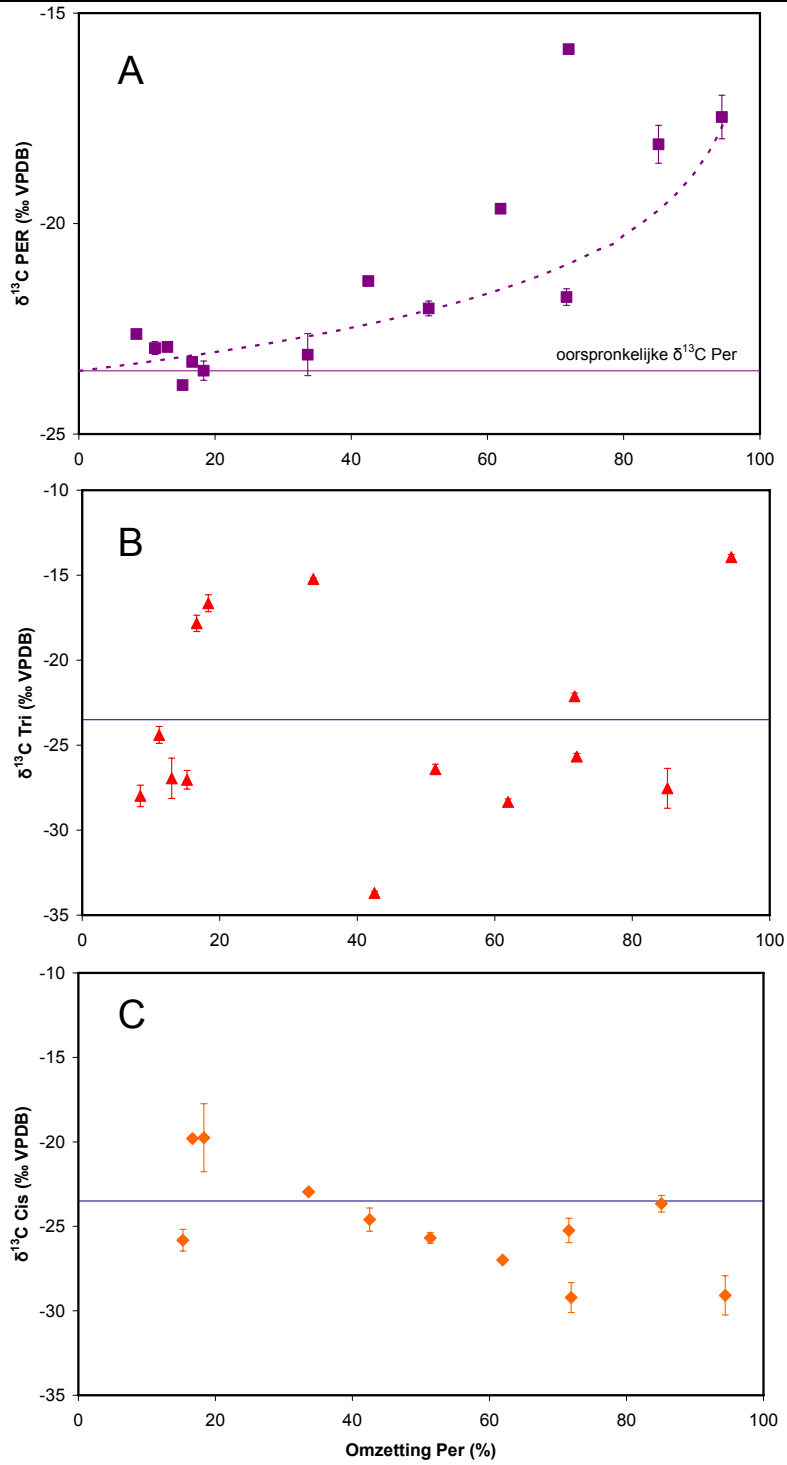 A
-15
-20
-25
δ¹³C PER (‰ VPDB)
oorspronkelijke δ¹³C Per
0 20 40 60 80 100
B
-10
-15
-20
-25
-30
-35
δ¹³C Tri (‰ VPDB)
0 20 40 60 80 100
C
-10
-15
-20
-25
-30
-35
δ¹³C Cis (‰ VPDB)
0 20 40 60 80 100
Omzetting Per (%)